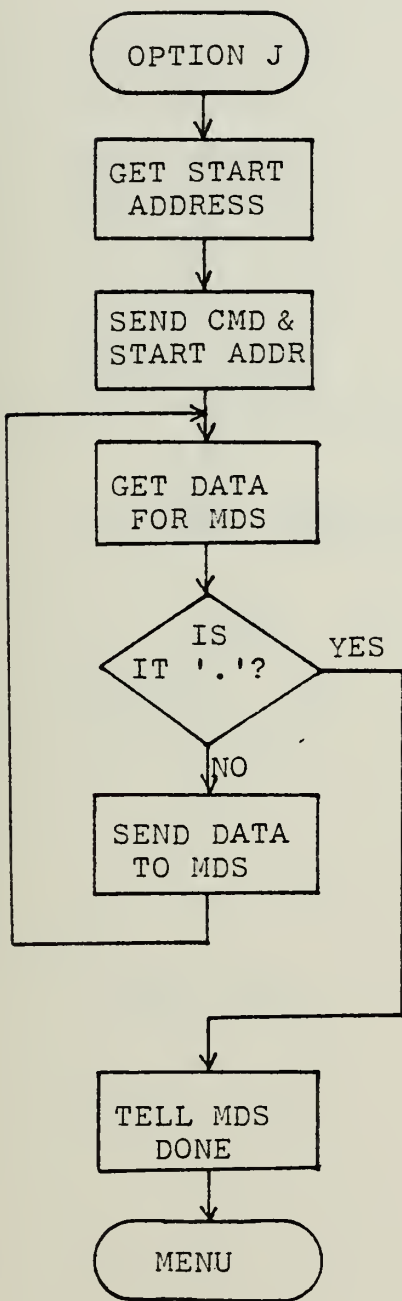 OPTION J
GET START
ADDRESS
SEND CMD &
START ADDR
GET DATA
FOR MDS
IS
IT '.'?
YES
NO
SEND DATA
TO MDS
TELL MDS
DONE
MENU